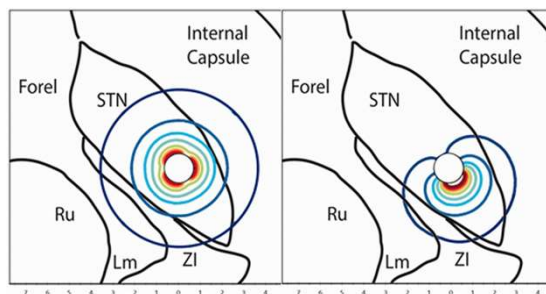 Internal
Capsule
Forel
STN
Ru
Lm
ZI
Internal
Capsule
Forel
STN
Ru
Lm
ZI